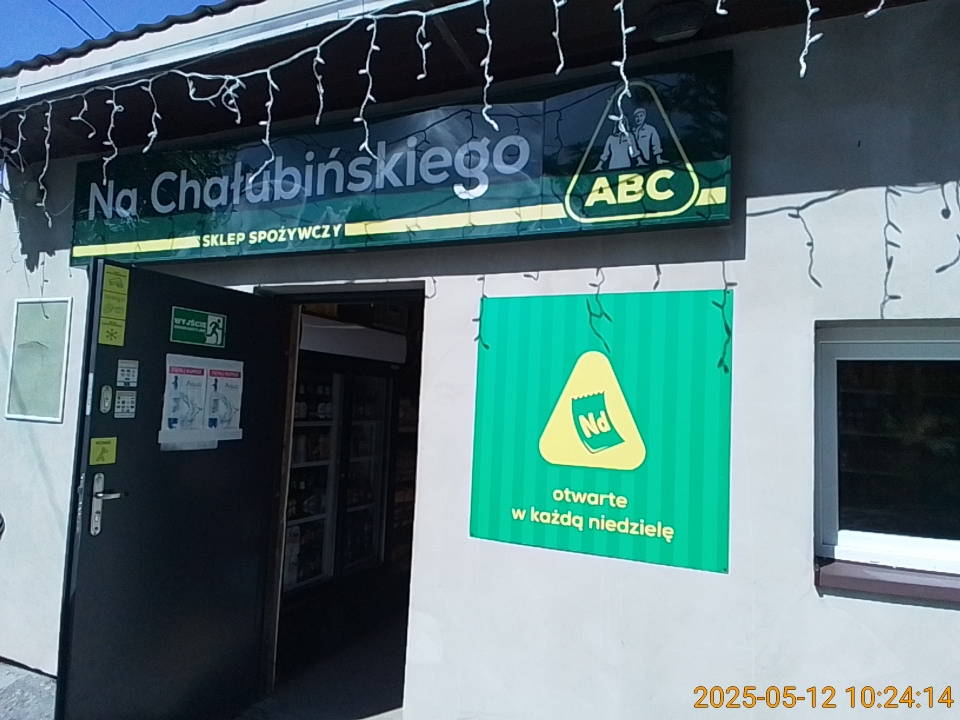 Na Chałubińskiego
ABC
SKLEP SPOŻYWCZY
WYJŚCIE
Nd
otwarte
w każdą niedzielę
2025-05-12 10:24:14